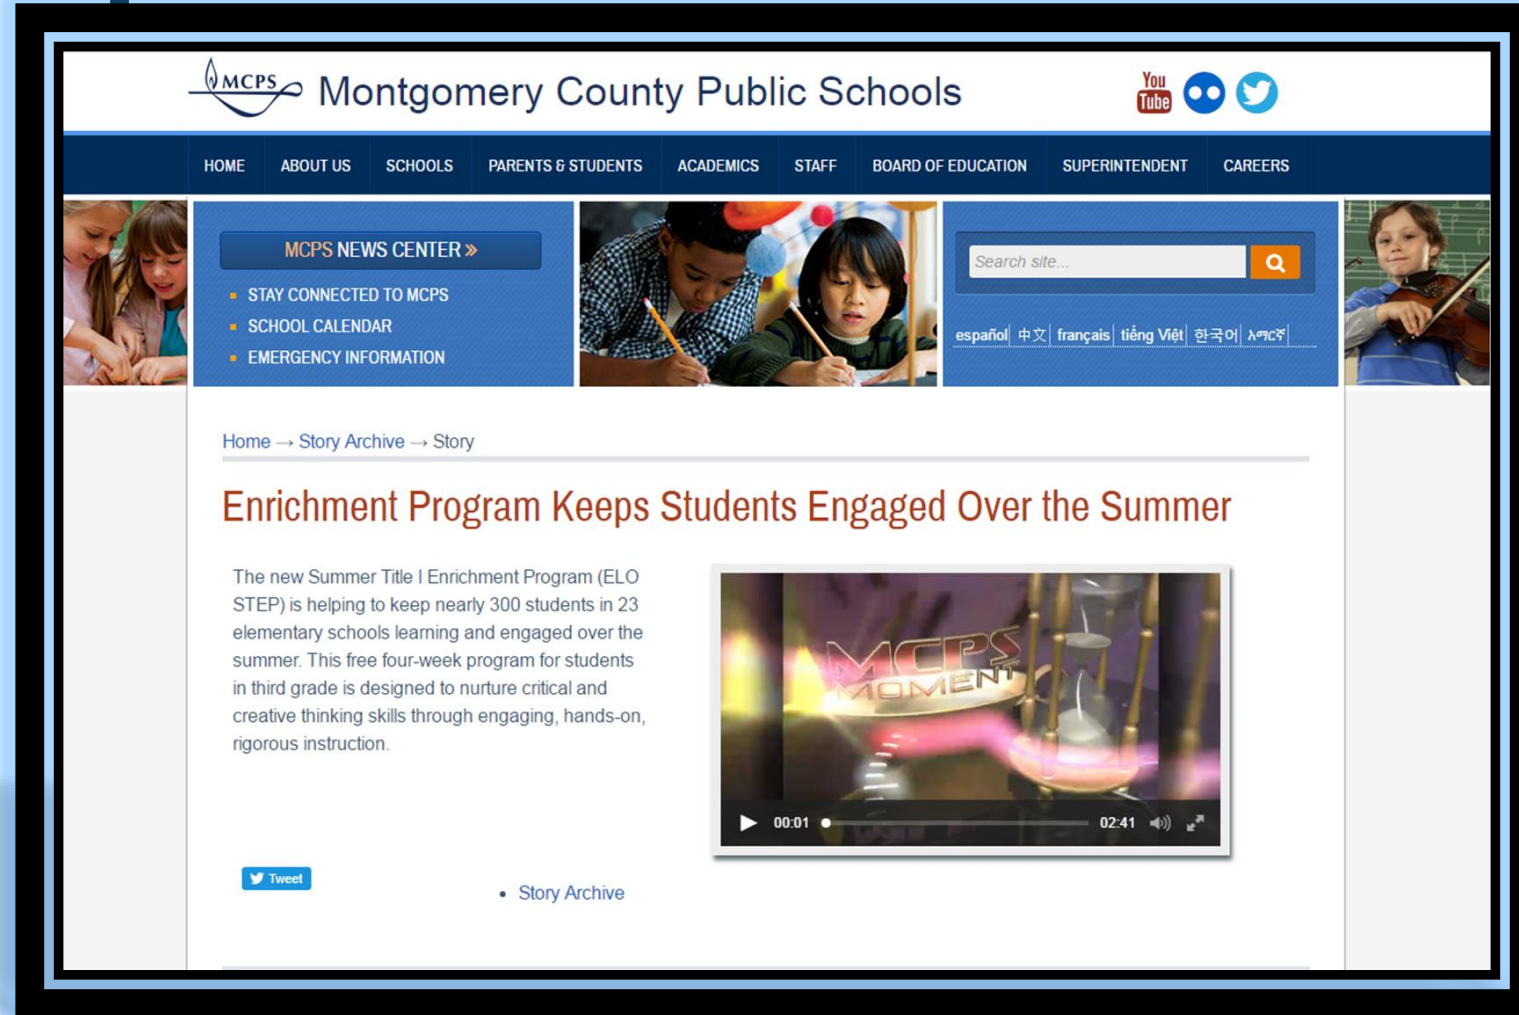 MCPS Montgomery County Public Schools
You
Tube
HOME ABOUT US SCHOOLS PARENTS & STUDENTS ACADEMICS STAFF BOARD OF EDUCATION SUPERINTENDENT CAREERS
MCPS NEWS CENTER »
STAY CONNECTED TO MCPS
SCHOOL CALENDAR
EMERGENCY INFORMATION
Search site...
español| 中文| français| tiếng Việt| 한국어| አማርኛ|
Home → Story Archive → Story
Enrichment Program Keeps Students Engaged Over the Summer
The new Summer Title I Enrichment Program (ELO
STEP) is helping to keep nearly 300 students in 23
elementary schools learning and engaged over the
summer. This free four-week program for students
in third grade is designed to nurture critical and
creative thinking skills through engaging, hands-on,
rigorous instruction.
MCPS
MOMENT
00:01 02:41
Tweet
• Story Archive